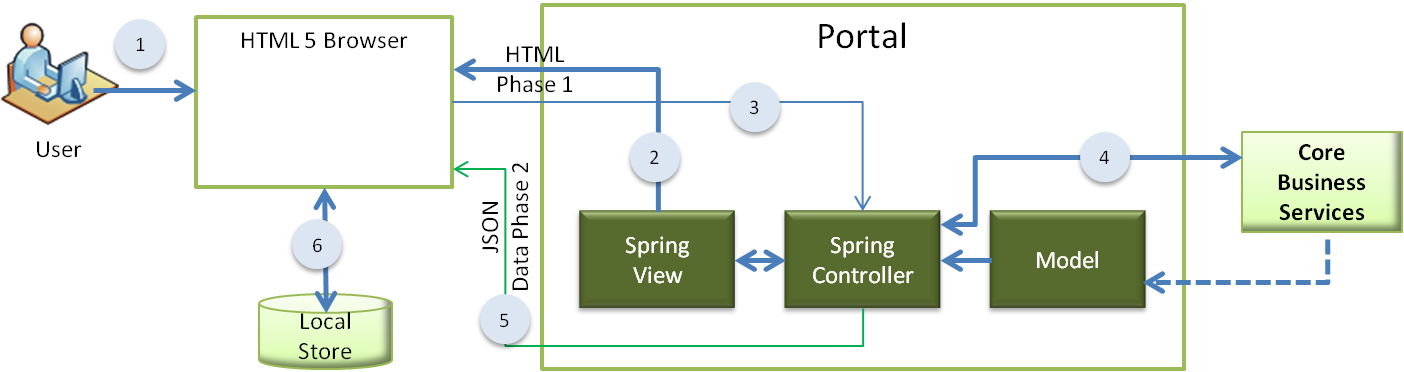 1
User
HTML 5 Browser
Portal
HTML
Phase 1
2
3
4
Core
Business
Services
JSON
Data Phase 2
5
6
Local
Store
Spring
View
Spring
Controller
Model